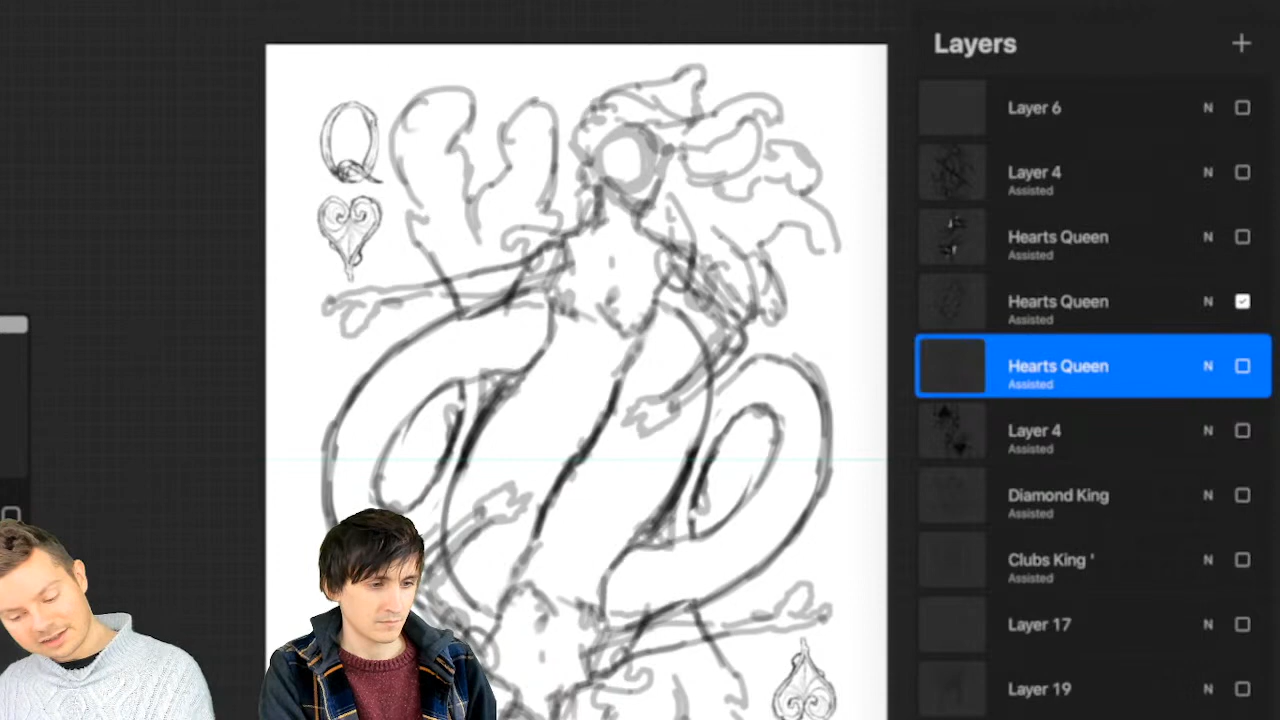 Layers
Q
Layer 6
N
Layer 4
N
Assisted
Hearts Queen
N
Assisted
Hearts Queen
N
Assisted
Hearts Queen
N
Assisted
Layer 4
N
Assisted
Diamond King
N
Assisted
Clubs King '
N
Assisted
Layer 17
N
Layer 19
N